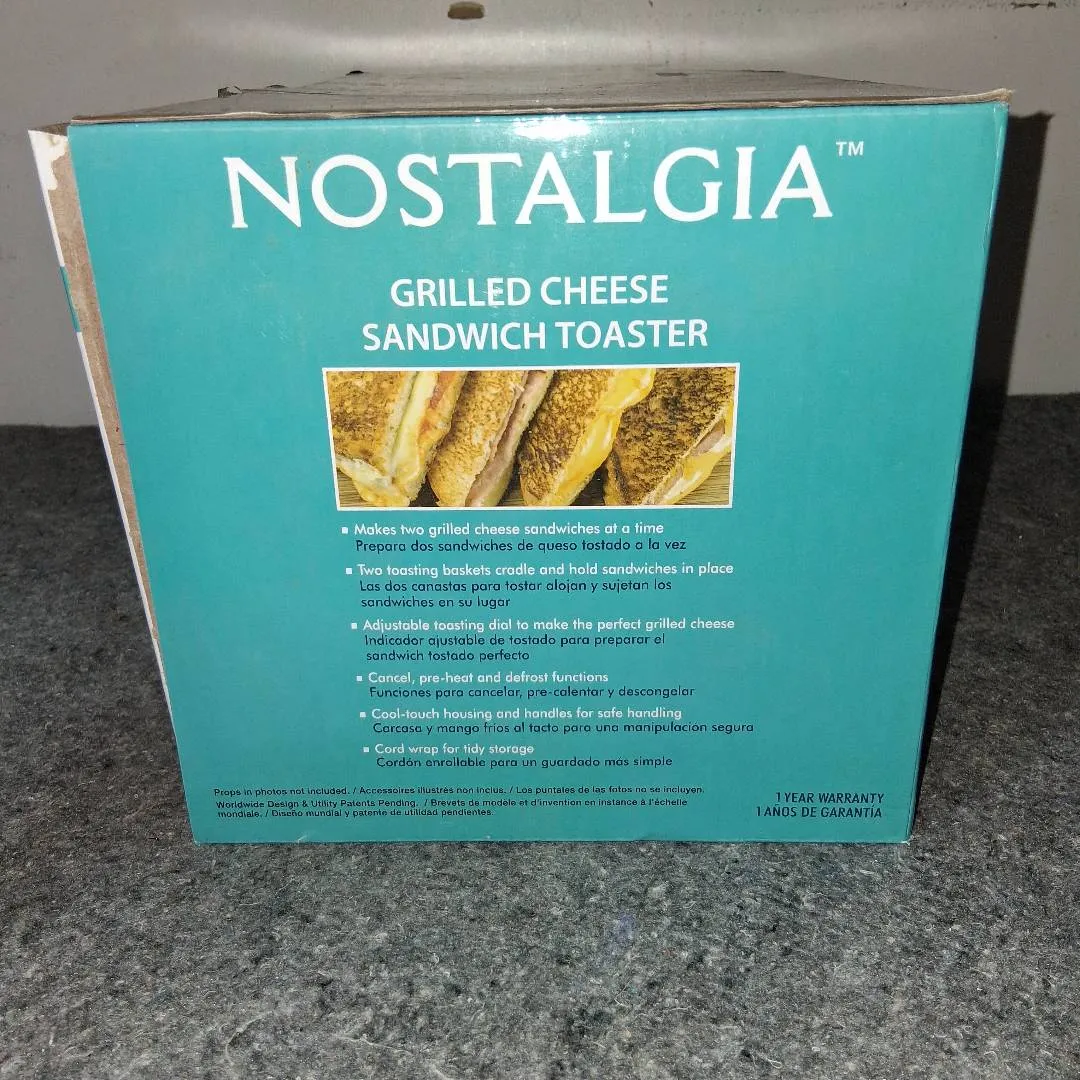 NOSTALGIA™
GRILLED CHEESE
SANDWICH TOASTER
▪ Makes two grilled cheese sandwiches at a time
Prepara dos sandwiches de queso tostado a la vez
▪ Two toasting baskets cradle and hold sandwiches in place
Las dos canastas para tostar alojan y sujetan los
sandwiches en su lugar
▪ Adjustable toasting dial to make the perfect grilled cheese
Indicador ajustable de tostado para preparar el
sandwich tostado perfecto
▪ Cancel, pre-heat and defrost functions
Funciones para cancelar, pre-calentar y descongelar
▪ Cool-touch housing and handles for safe handling
Carcasa y mango fríos al tacto para una manipulación segura
▪ Cord wrap for tidy storage
Cordón enrollable para un guardado más simple
Props in photos not included. / Accessoires illustrés non inclus. / Los puntales de las fotos no se incluyen.
Worldwide Design & Utility Patents Pending. / Brevets de modèle et d'invention en instance à l'échelle
mondiale. / Diseño mundial y patente de utilidad pendientes.
1 YEAR WARRANTY
1 AÑOS DE GARANTÍA